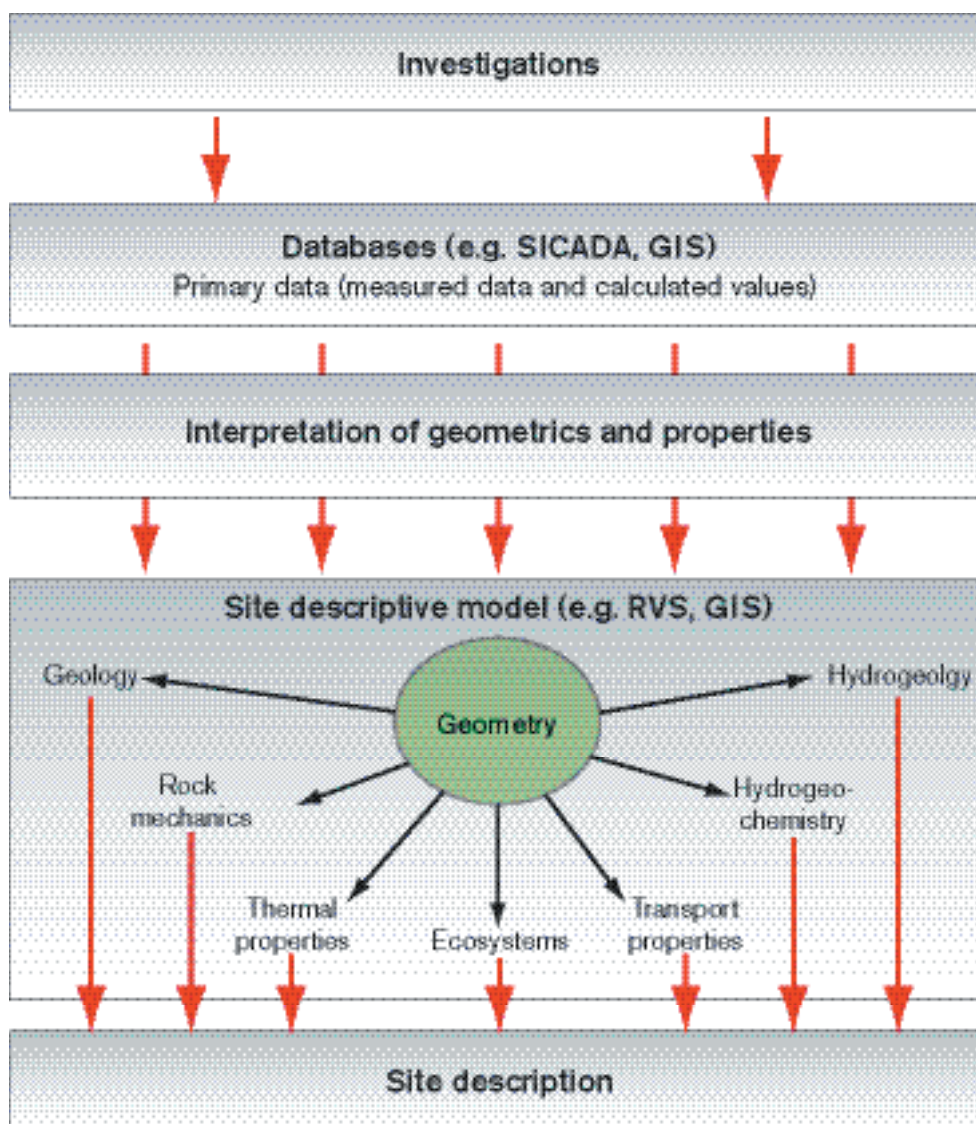 Investigations
Databases (e.g. SICADA, GIS)
Primary data (measured data and calculated values)
Interpretation of geometrics and properties
Site descriptive model (e.g. RVS, GIS)
Geology
Hydrogeolgy
Geometry
Rock
mechanics
Hydrogeo-
chemistry
Thermal
properties
Ecosystems
Transport
properties
Site description